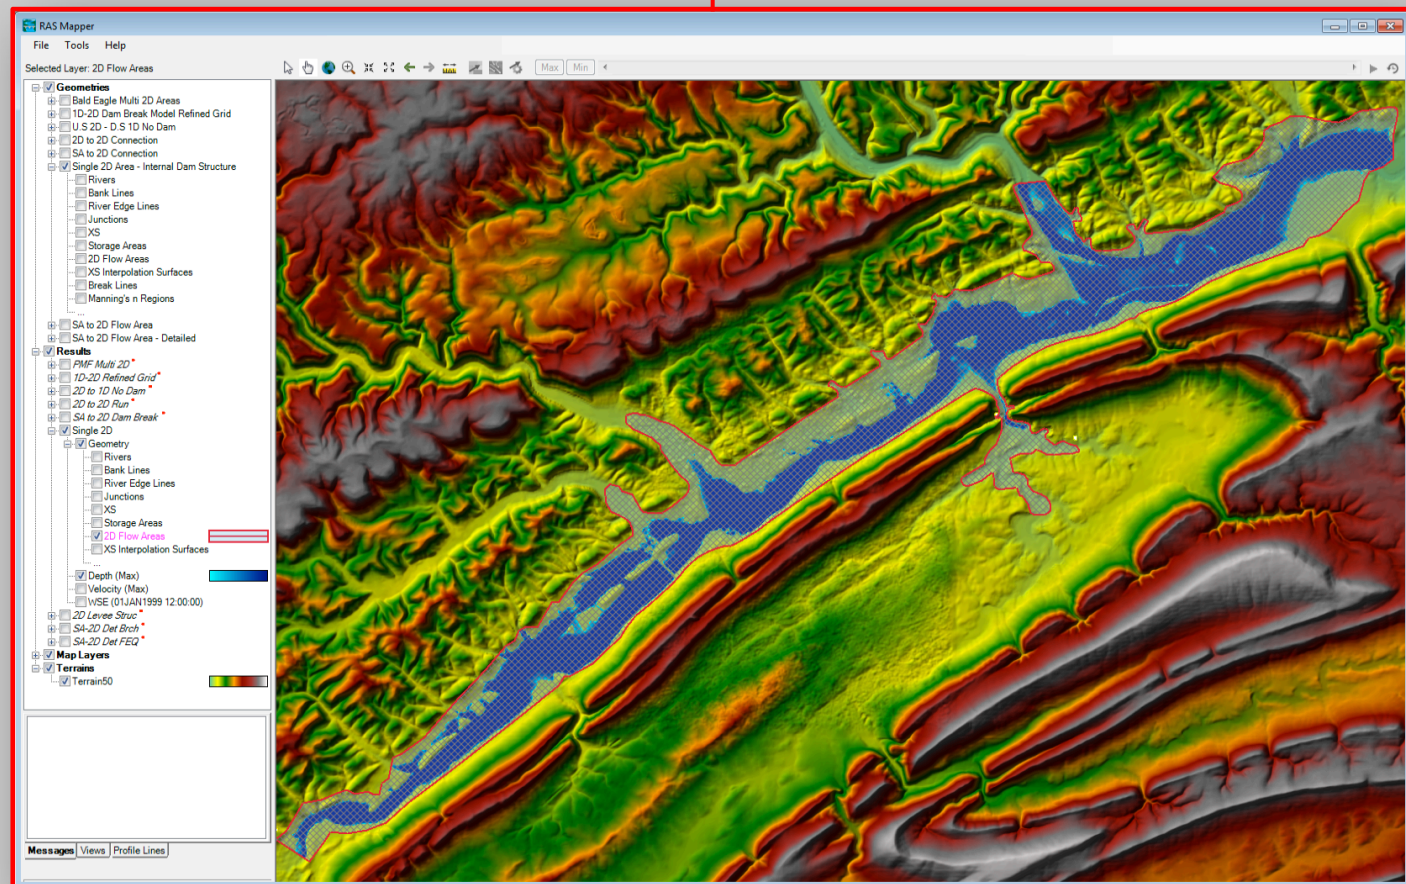 RAS Mapper
File Tools Help
Selected Layer: 2D Flow Areas
Max Min
Geometries
Bald Eagle Multi 2D Areas
1D-2D Dam Break Model Refined Grid
U.S 2D - D.S 1D No Dam
2D to 2D Connection
SA to 2D Connection
Single 2D Area - Internal Dam Structure
Rivers
Bank Lines
River Edge Lines
Junctions
XS
Storage Areas
2D Flow Areas
XS Interpolation Surfaces
Break Lines
Manning's n Regions
...
SA to 2D Flow Area
SA to 2D Flow Area - Detailed
Results
PMF Multi 2D *
1D-2D Refined Grid *
2D to 1D No Dam *
2D to 2D Run *
SA to 2D Dam Break *
Single 2D
Geometry
Rivers
Bank Lines
River Edge Lines
Junctions
XS
Storage Areas
2D Flow Areas
XS Interpolation Surfaces
...
Depth (Max)
Velocity (Max)
WSE (01JAN1999 12:00:00)
2D Levee Struc *
SA-2D Det Brch *
SA-2D Det FEQ *
Map Layers
Terrains
Terrain50
Messages Views Profile Lines